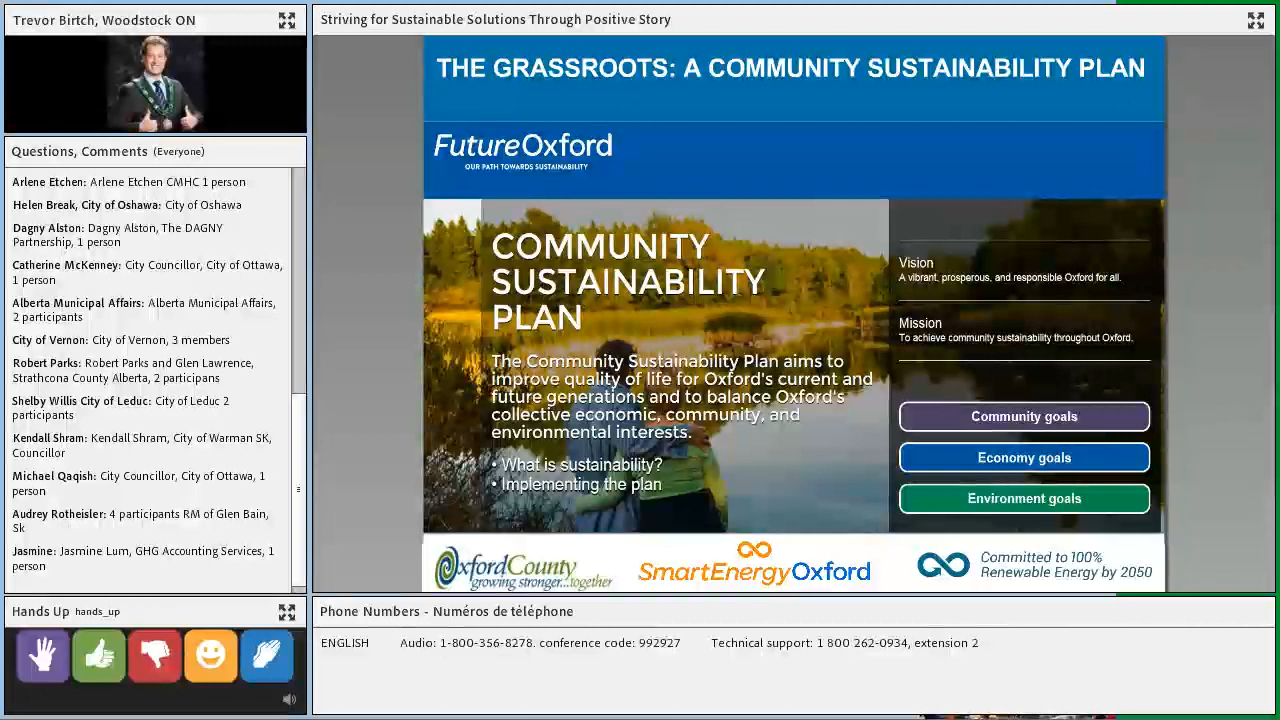 Trevor Birtch, Woodstock ON
Questions, Comments (Everyone)
Arlene Etchen: Arlene Etchen CMHC 1 person
Helen Break, City of Oshawa: City of Oshawa
Dagny Alston: Dagny Alston, The DAGNY
Partnership, 1 person
Catherine McKenney: City Councillor, City of Ottawa,
1 person
Alberta Municipal Affairs: Alberta Municipal Affairs,
2 participants
City of Vernon: City of Vernon, 3 members
Robert Parks: Robert Parks and Glen Lawrence,
Strathcona County Alberta, 2 participans
Shelby Willis City of Leduc: City of Leduc 2
participants
Kendall Shram: Kendall Shram, City of Warman SK,
Councillor
Michael Qaqish: City Councillor, City of Ottawa, 1
person
Audrey Rotheisler: 4 participants RM of Glen Bain,
Sk
Jasmine: Jasmine Lum, GHG Accounting Services, 1
person
Hands Up hands_up
Striving for Sustainable Solutions Through Positive Story
THE GRASSROOTS: A COMMUNITY SUSTAINABILITY PLAN
FutureOxford
OUR PATH TOWARDS SUSTAINABILITY
COMMUNITY
SUSTAINABILITY
PLAN
The Community Sustainability Plan aims to
improve quality of life for Oxford's current and
future generations and to balance Oxford's
collective economic, community, and
environmental interests.
• What is sustainability?
• Implementing the plan
Vision
A vibrant, prosperous, and responsible Oxford for all.
Mission
To achieve community sustainability throughout Oxford.
Community goals
Economy goals
Environment goals
OxfordCounty
growing stronger...together
SmartEnergyOxford
Committed to 100%
Renewable Energy by 2050
Phone Numbers - Numéros de téléphone
ENGLISH Audio: 1-800-356-8278. conference code: 992927 Technical support: 1 800 262-0934, extension 2